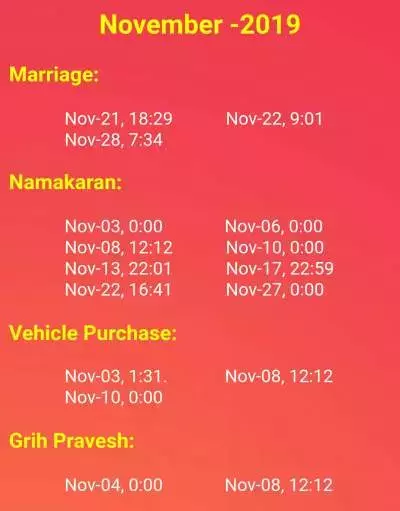 November -2019
Marriage:
Nov-21, 18:29 Nov-22, 9:01
Nov-28, 7:34
Namakaran:
Nov-03, 0:00 Nov-06, 0:00
Nov-08, 12:12 Nov-10, 0:00
Nov-13, 22:01 Nov-17, 22:59
Nov-22, 16:41 Nov-27, 0:00
Vehicle Purchase:
Nov-03, 1:31. Nov-08, 12:12
Nov-10, 0:00
Grih Pravesh:
Nov-04, 0:00 Nov-08, 12:12